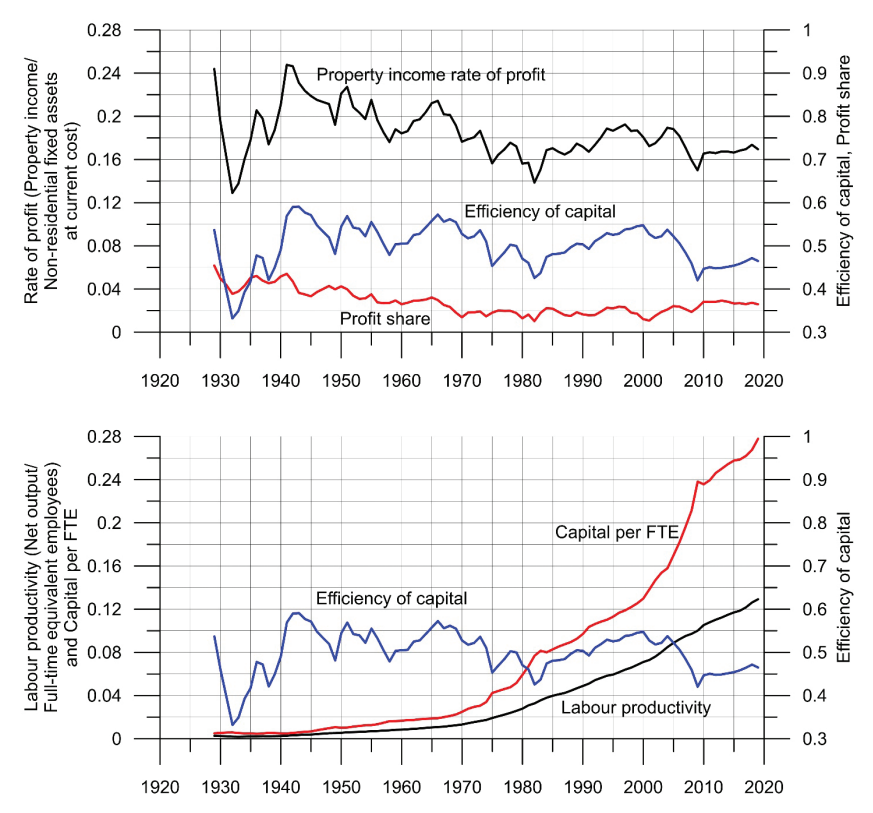 Rate of profit (Property income/
Non-residential fixed assets
at current cost)
0.28
0.24
0.2
0.16
0.12
0.08
0.04
0
Property income rate of profit
Efficiency of capital
Profit share
1
0.9
0.8
0.7
0.6
0.5
0.4
0.3
Efficiency of capital, Profit share
1920 1930 1940 1950 1960 1970 1980 1990 2000 2010 2020
Labour productivity (Net output/
Full-time equivalent employees)
and Capital per FTE
0.28
0.24
0.2
0.16
0.12
0.08
0.04
0
Capital per FTE
Efficiency of capital
Labour productivity
1
0.9
0.8
0.7
0.6
0.5
0.4
0.3
Efficiency of capital
1920 1930 1940 1950 1960 1970 1980 1990 2000 2010 2020